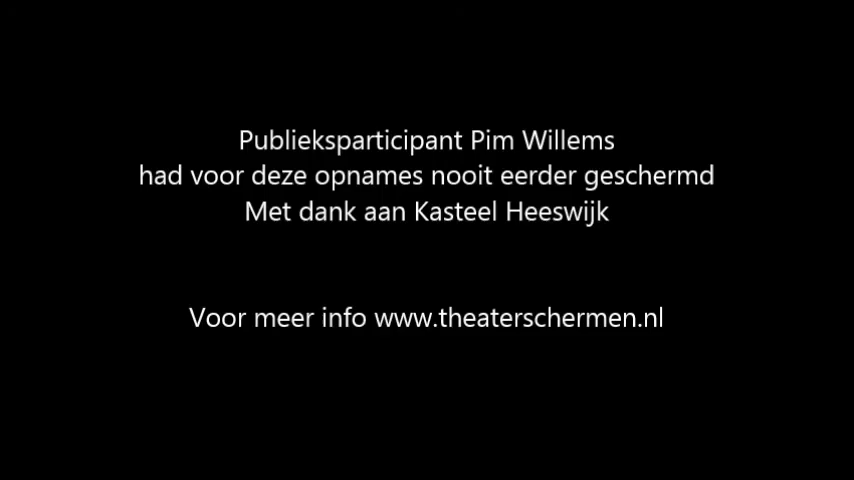 Publieksparticipant Pim Willems
had voor deze opnames nooit eerder geschermd
Met dank aan Kasteel Heeswijk
Voor meer info www.theaterschermen.nl